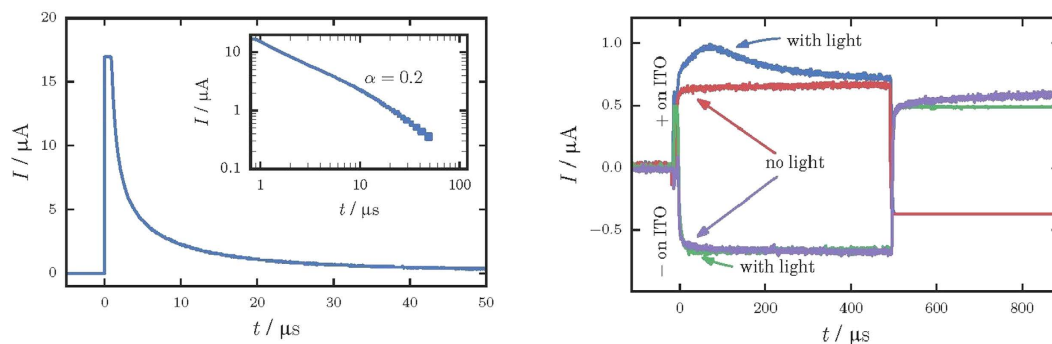 20
15
10
5
0
I / μA
0
10
20
30
40
50
t / μs
10
1
0.1
I / μA
α = 0.2
1
10
100
t / μs
1.0
0.5
0.0
−0.5
I / μA
+ on ITO
− on ITO
with light
no light
with light
0
200
400
600
800
t / μs